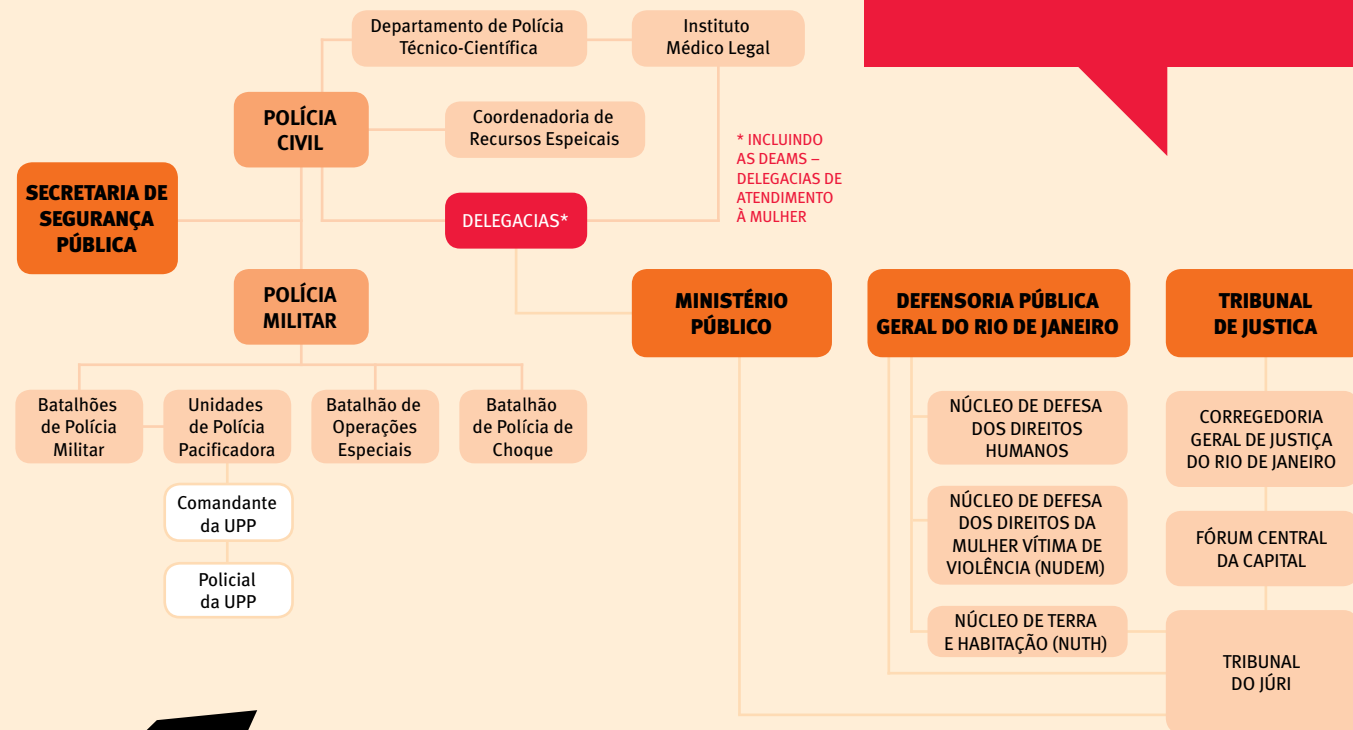 Departamento de Polícia
Técnico-Científica
Instituto
Médico Legal
POLÍCIA
CIVIL
Coordenadoria de
Recursos Espeicais
* INCLUINDO
AS DEAMS –
DELEGACIAS DE
ATENDIMENTO
À MULHER
SECRETARIA DE
SEGURANÇA
PÚBLICA
DELEGACIAS*
POLÍCIA
MILITAR
MINISTÉRIO
PÚBLICO
DEFENSORIA PÚBLICA
GERAL DO RIO DE JANEIRO
TRIBUNAL
DE JUSTICA
Batalhões
de Polícia
Militar
Unidades
de Polícia
Pacificadora
Batalhão de
Operações
Especiais
Batalhão
de Polícia de
Choque
Comandante
da UPP
Policial
da UPP
NÚCLEO DE DEFESA
DOS DIREITOS
HUMANOS
NÚCLEO DE DEFESA
DOS DIREITOS DA
MULHER VÍTIMA DE
VIOLÊNCIA (NUDEM)
NÚCLEO DE TERRA
E HABITAÇÃO (NUTH)
CORREGEDORIA
GERAL DE JUSTIÇA
DO RIO DE JANEIRO
FÓRUM CENTRAL
DA CAPITAL
TRIBUNAL
DO JÚRI